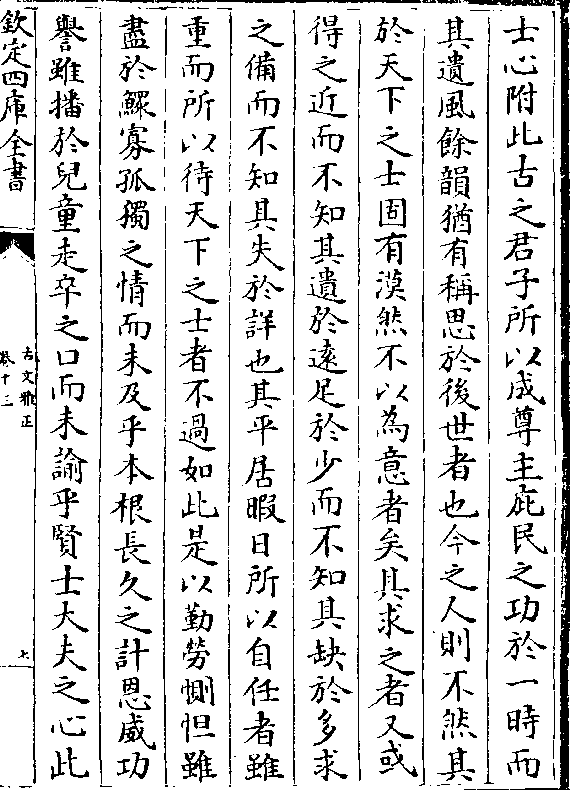 士心附此古之君子所以成尊主庇民之功於一時而
其遺風餘韻猶有稱思於後世者也今之人則不然其
於天下之士固有漠然不以為意者矣其求之者又或
得之近而不知其遺於逺足於少而不知其缺於多求
之備而不知其失於詳也其平居暇日所以自任者雖
重而所以待天下之士者不過如此是以勤勞惻怛雖
盡於鰥寡孤獨之情而未及乎本根長久之計恩威功
譽雖播於兒童走卒之口而未諭乎賢士大夫之心此
欽定四庫全書
古文雅正
卷十三
七